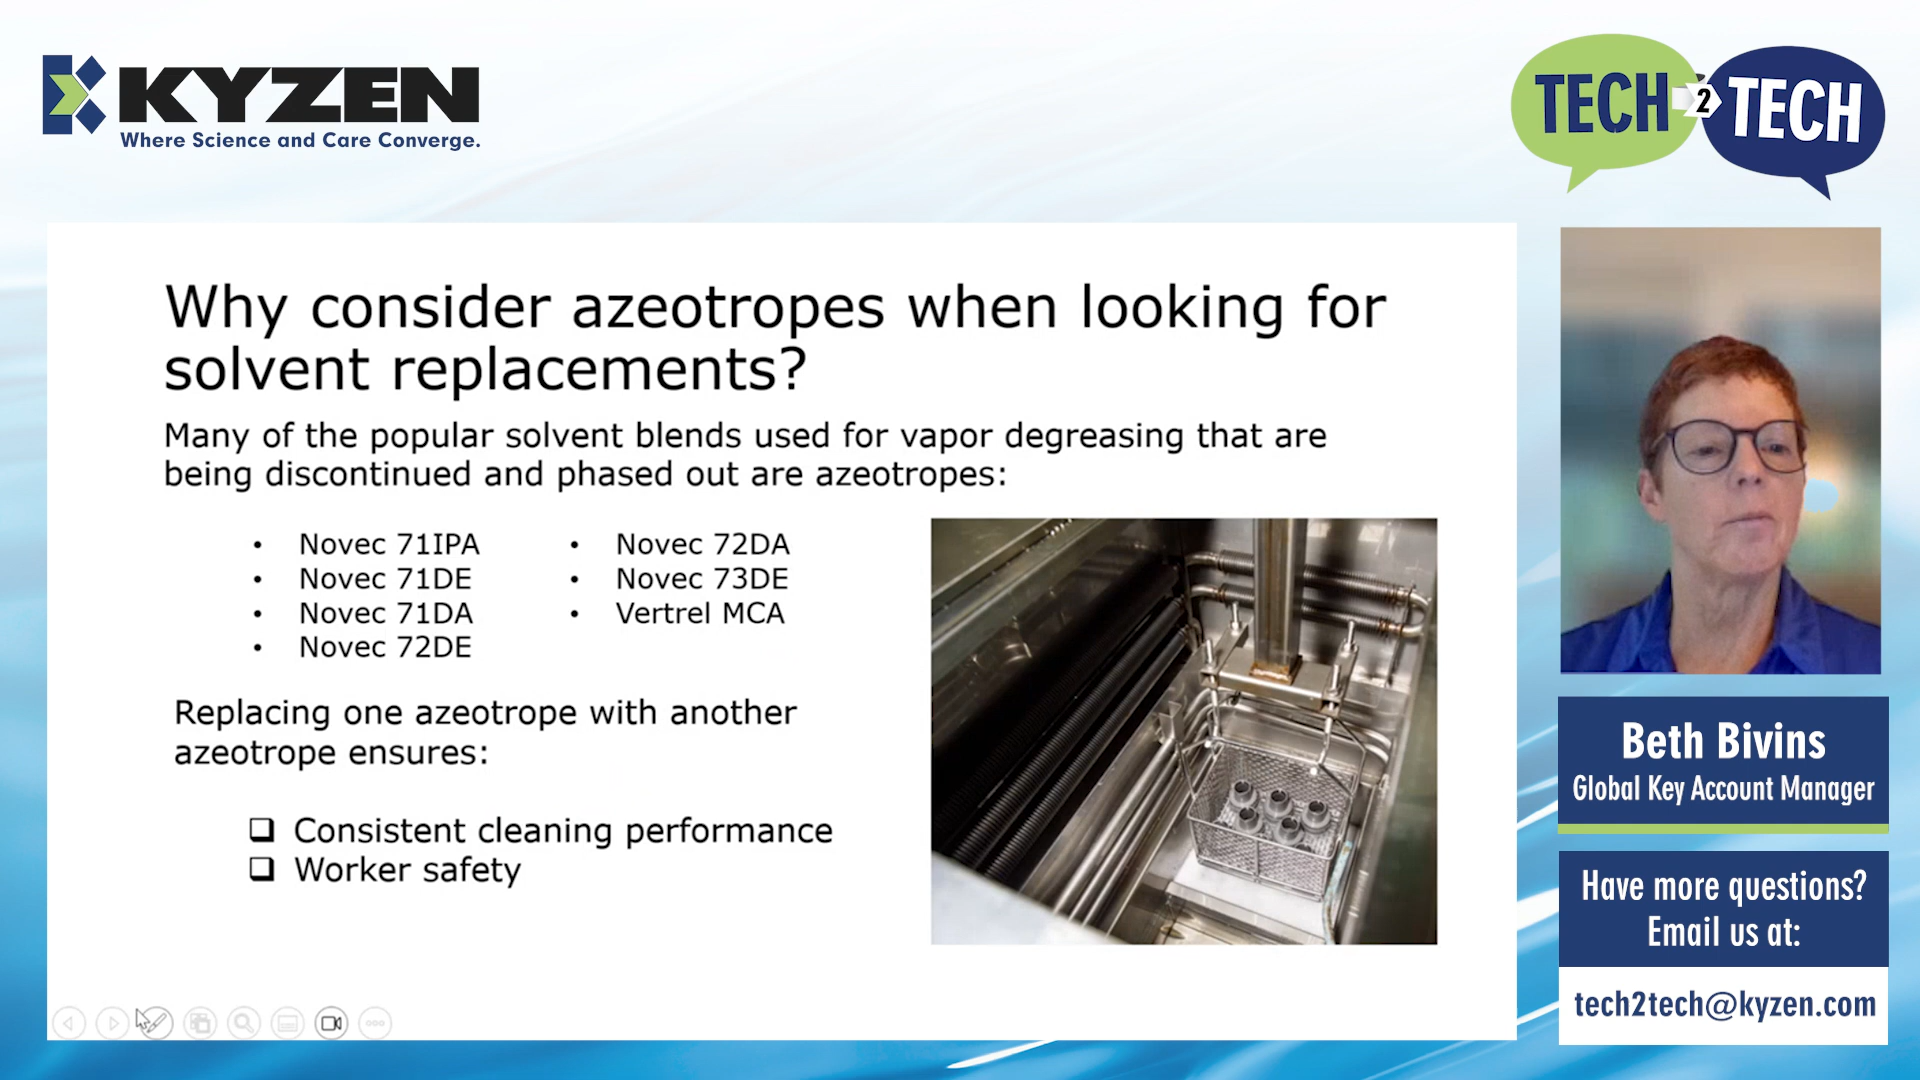 KYZEN
Where Science and Care Converge.
TECH 2 TECH
Why consider azeotropes when looking for
solvent replacements?
Many of the popular solvent blends used for vapor degreasing that are
being discontinued and phased out are azeotropes:
• Novec 71IPA
• Novec 71DE
• Novec 71DA
• Novec 72DE
• Novec 72DA
• Novec 73DE
• Vertrel MCA
Replacing one azeotrope with another
azeotrope ensures:
❑ Consistent cleaning performance
❑ Worker safety
Beth Bivins
Global Key Account Manager
Have more questions?
Email us at:
tech2tech@kyzen.com